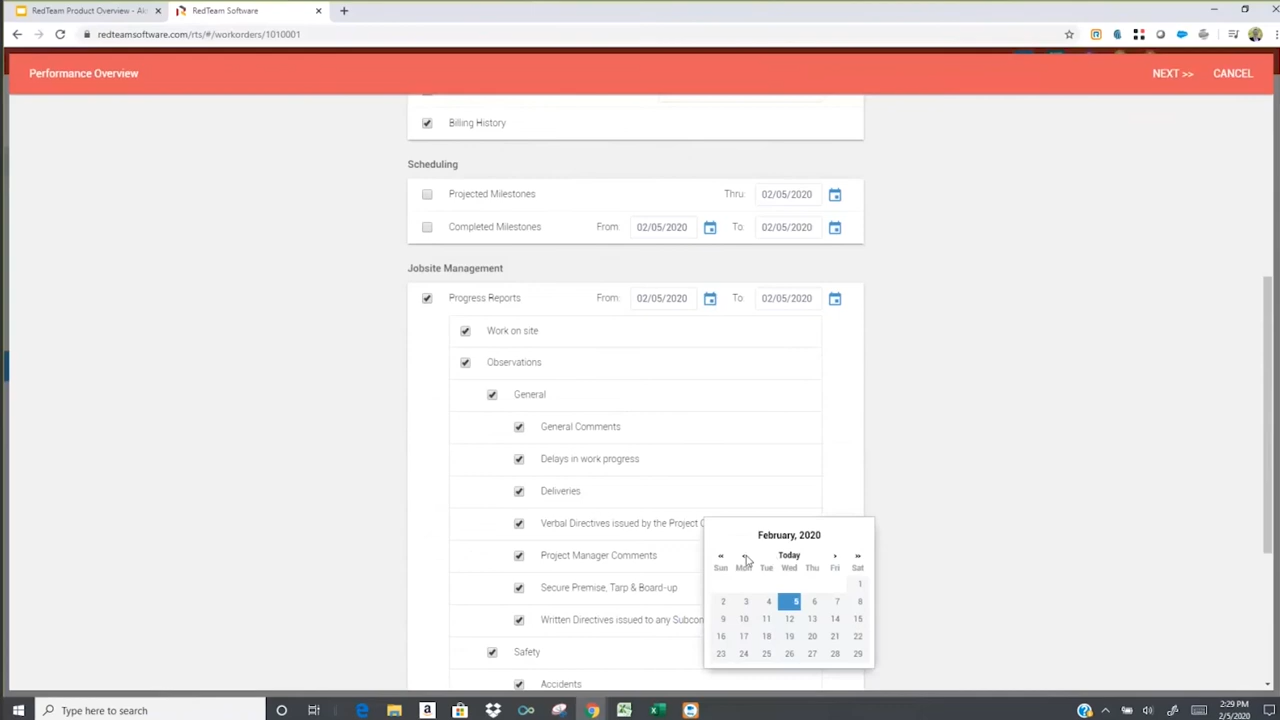 RedTeam Product Overview - Ak
RedTeam Software
redteamsoftware.com/rts/#/workorders/1010001
Performance Overview
NEXT >>
CANCEL
Billing History
Scheduling
Projected Milestones
Thru:
02/05/2020
Completed Milestones
From:
02/05/2020
To:
02/05/2020
Jobsite Management
Progress Reports
From:
02/05/2020
To:
02/05/2020
Work on site
Observations
General
General Comments
Delays in work progress
Deliveries
Verbal Directives issued by the Project
Project Manager Comments
Secure Premise, Tarp & Board-up
Written Directives issued to any Subcon
Safety
Accidents
February, 2020
« ‹ Today › »
Sun Mon Tue Wed Thu Fri Sat
1
2 3 4 5 6 7 8
9 10 11 12 13 14 15
16 17 18 19 20 21 22
23 24 25 26 27 28 29
Type here to search
2:29 PM
2/5/2020